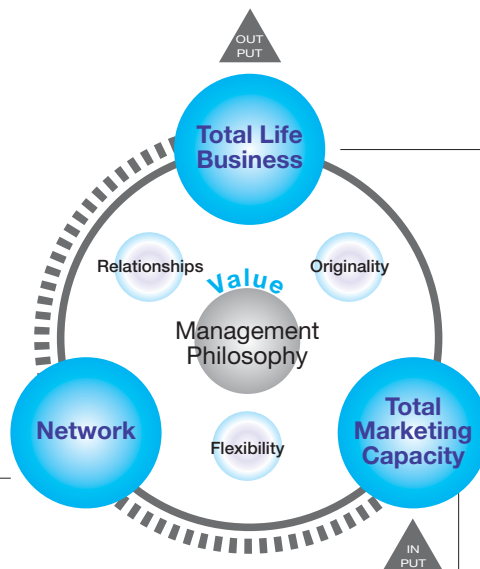 OUT
PUT
Total Life
Business
Relationships
Originality
Value
Management
Philosophy
Network
Flexibility
Total
Marketing
Capacity
IN
PUT